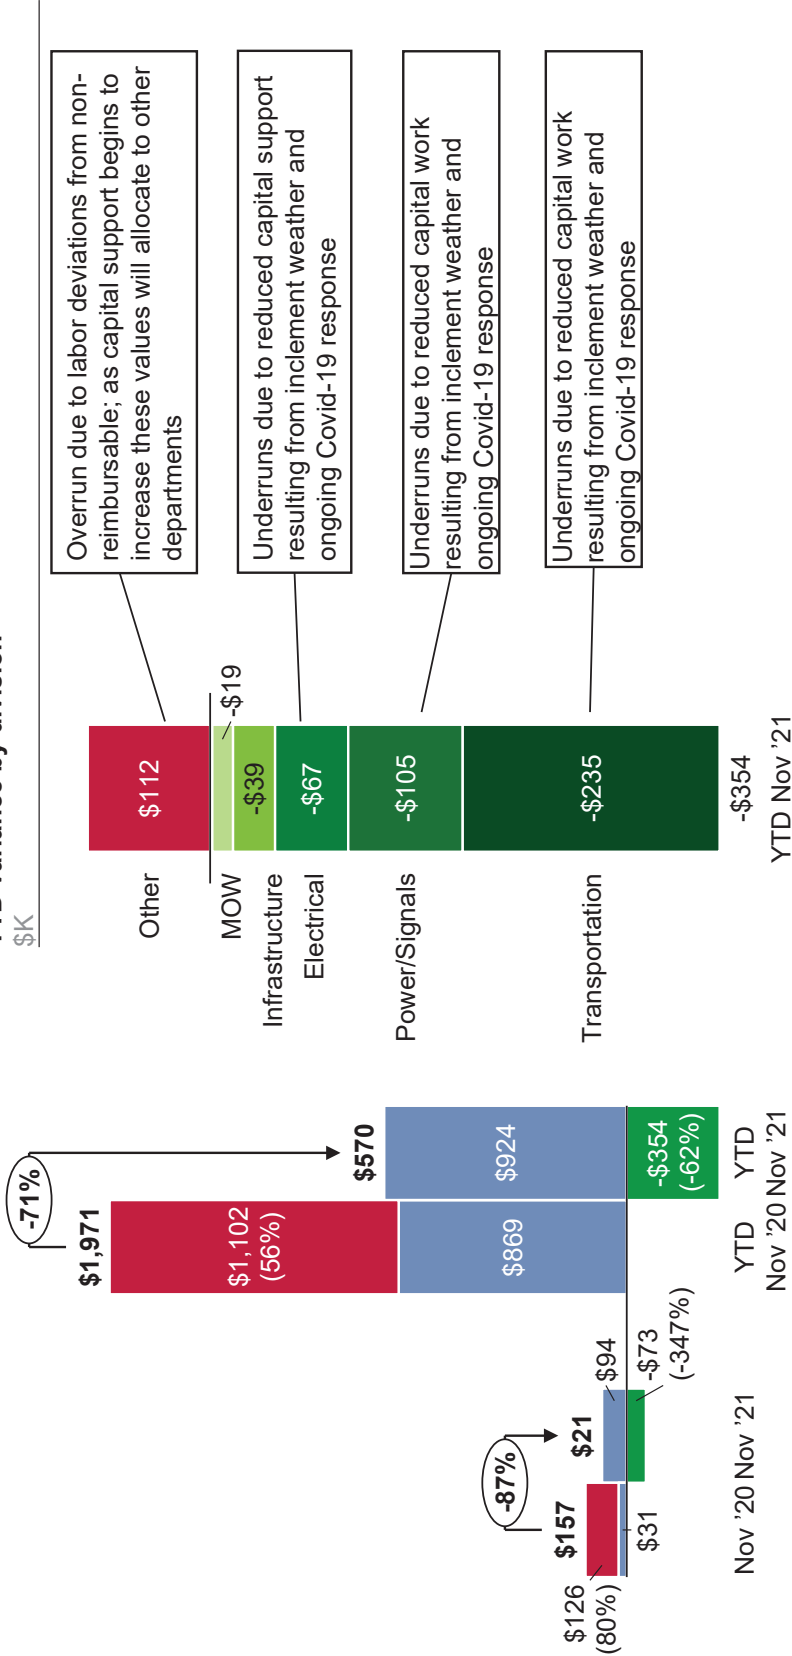 $K
-71%
$1,971
$570
$1,102
(56%)
$869
$924
-$354
(-62%)
YTD
Nov '20
YTD
Nov '21
-87%
$157
$21
$126
(80%)
$31
$94
-$73
(-347%)
Nov '20
Nov '21
Other
$112
MOW
-$19
Infrastructure
-$39
Electrical
-$67
Power/Signals
-$105
Transportation
-$235
-$354
YTD Nov '21
Overrun due to labor deviations from non-
reimbursable; as capital support begins to
increase these values will allocate to other
departments
Underruns due to reduced capital support
resulting from inclement weather and
ongoing Covid-19 response
Underruns due to reduced capital work
resulting from inclement weather and
ongoing Covid-19 response
Underruns due to reduced capital work
resulting from inclement weather and
ongoing Covid-19 response